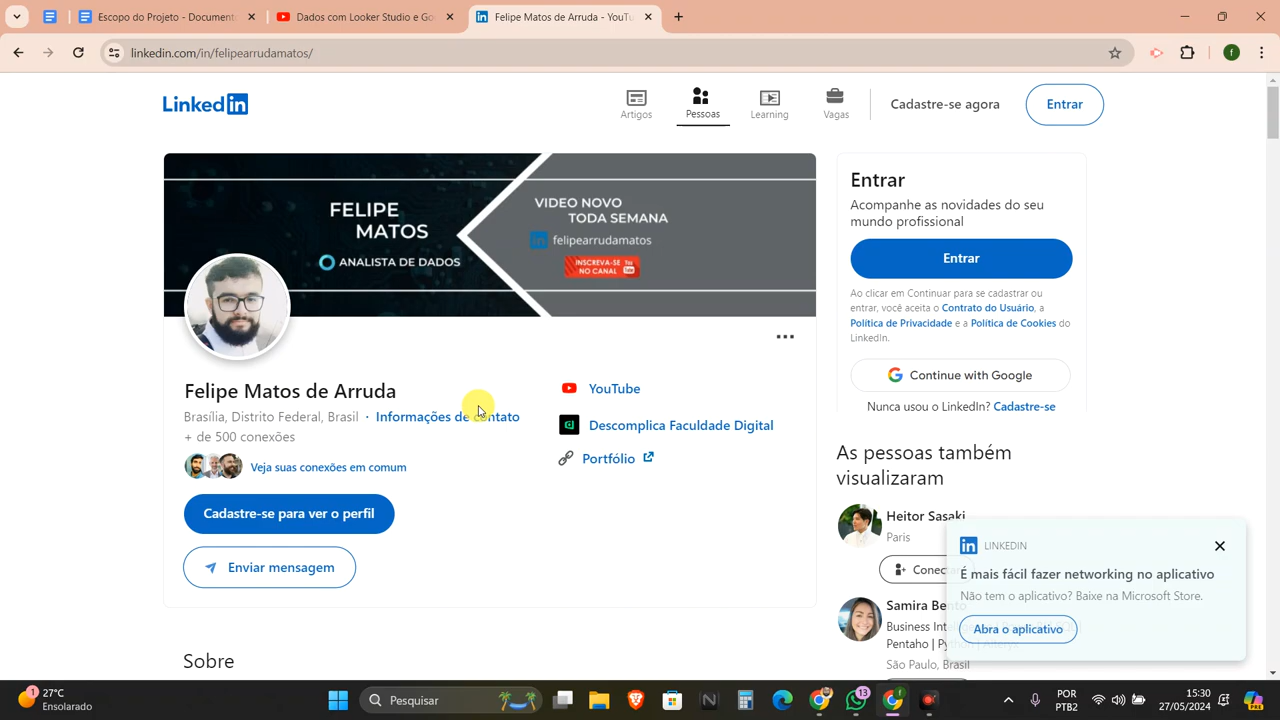 Escopo do Projeto - Document
Dados com Looker Studio e Go
Felipe Matos de Arruda - YouTu
linkedin.com/in/felipearrudamatos/
f
Linked in
Artigos
Pessoas
Learning
Vagas
Cadastre-se agora
Entrar
FELIPE
MATOS
ANALISTA DE DADOS
VIDEO NOVO
TODA SEMANA
in felipearrudamatos
INSCREVA-SE
NO CANAL
Felipe Matos de Arruda
Brasília, Distrito Federal, Brasil · Informações de contato
+ de 500 conexões
Veja suas conexões em comum
Cadastre-se para ver o perfil
Enviar mensagem
YouTube
Descomplica Faculdade Digital
Portfólio
Sobre
Entrar
Acompanhe as novidades do seu
mundo profissional
Entrar
Ao clicar em Continuar para se cadastrar ou
entrar, você aceita o Contrato do Usuário, a
Política de Privacidade e a Política de Cookies do
LinkedIn.
Continue with Google
Nunca usou o LinkedIn? Cadastre-se
As pessoas também
visualizaram
Heitor Sasaki
Paris
Conectar
Samira Bento
Business Int
Pentaho | Py
São Paulo, Brasil
in LINKEDIN
É mais fácil fazer networking no aplicativo
Não tem o aplicativo? Baixe na Microsoft Store.
Abra o aplicativo
1
27°C
Ensolarado
Pesquisar
13
POR
PTB2
15:30
27/05/2024